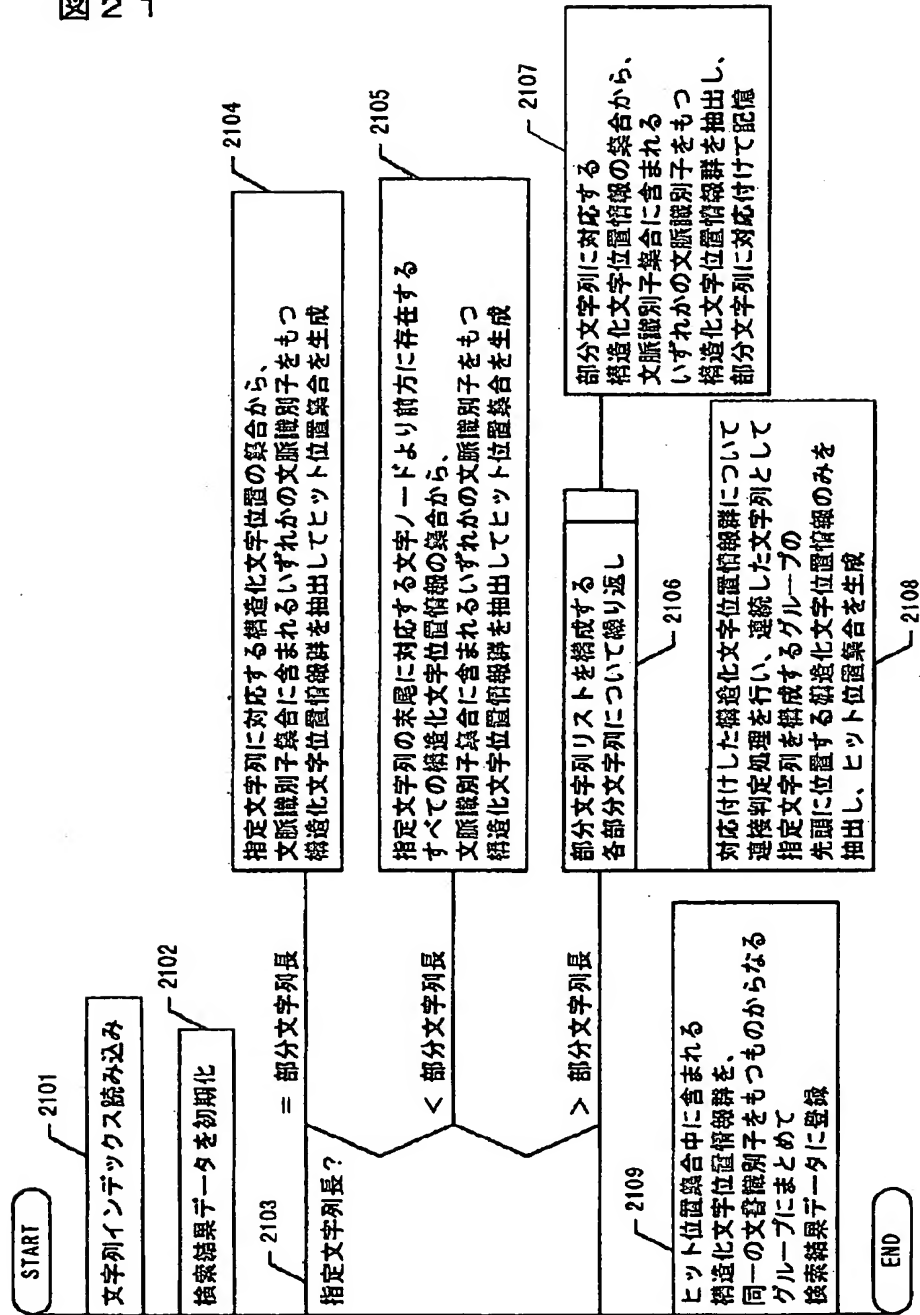 図２１
START
2101
文字列インデックス読み込み
2102
検索結果データを初期化
2103
指定文字列長？
= 部分文字列長
2104
指定文字列に対応する構造化文字位置の集合から、
文脈識別子集合に含まれるいずれかの文脈識別子をもつ
構造化文字位置情報群を抽出してヒット位置集合を生成
< 部分文字列長
2105
指定文字列の末尾に対応する文字ノードより前方に存在する
すべての構造化文字位置情報の集合から、
文脈識別子集合に含まれるいずれかの文脈識別子をもつ
構造化文字位置情報群を抽出してヒット位置集合を生成
> 部分文字列長
2106
部分文字列リストを構成する
各部分文字列について繰り返し
2107
部分文字列に対応する
構造化文字位置情報の集合から、
文脈識別子集合に含まれる
いずれかの文脈識別子をもつ
構造化文字位置情報群を抽出し、
部分文字列に対応付けて記憶
2108
対応付けした構造化文字位置情報群について
連接判定処理を行い、連続した文字列として
指定文字列を構成するグループの
先頭に位置する構造化文字位置情報のみを
抽出し、ヒット位置集合を生成
2109
ヒット位置集合中に含まれる
構造化文字位置情報群を、
同一の文書識別子をもつものからなる
グループにまとめて
検索結果データに登録
END